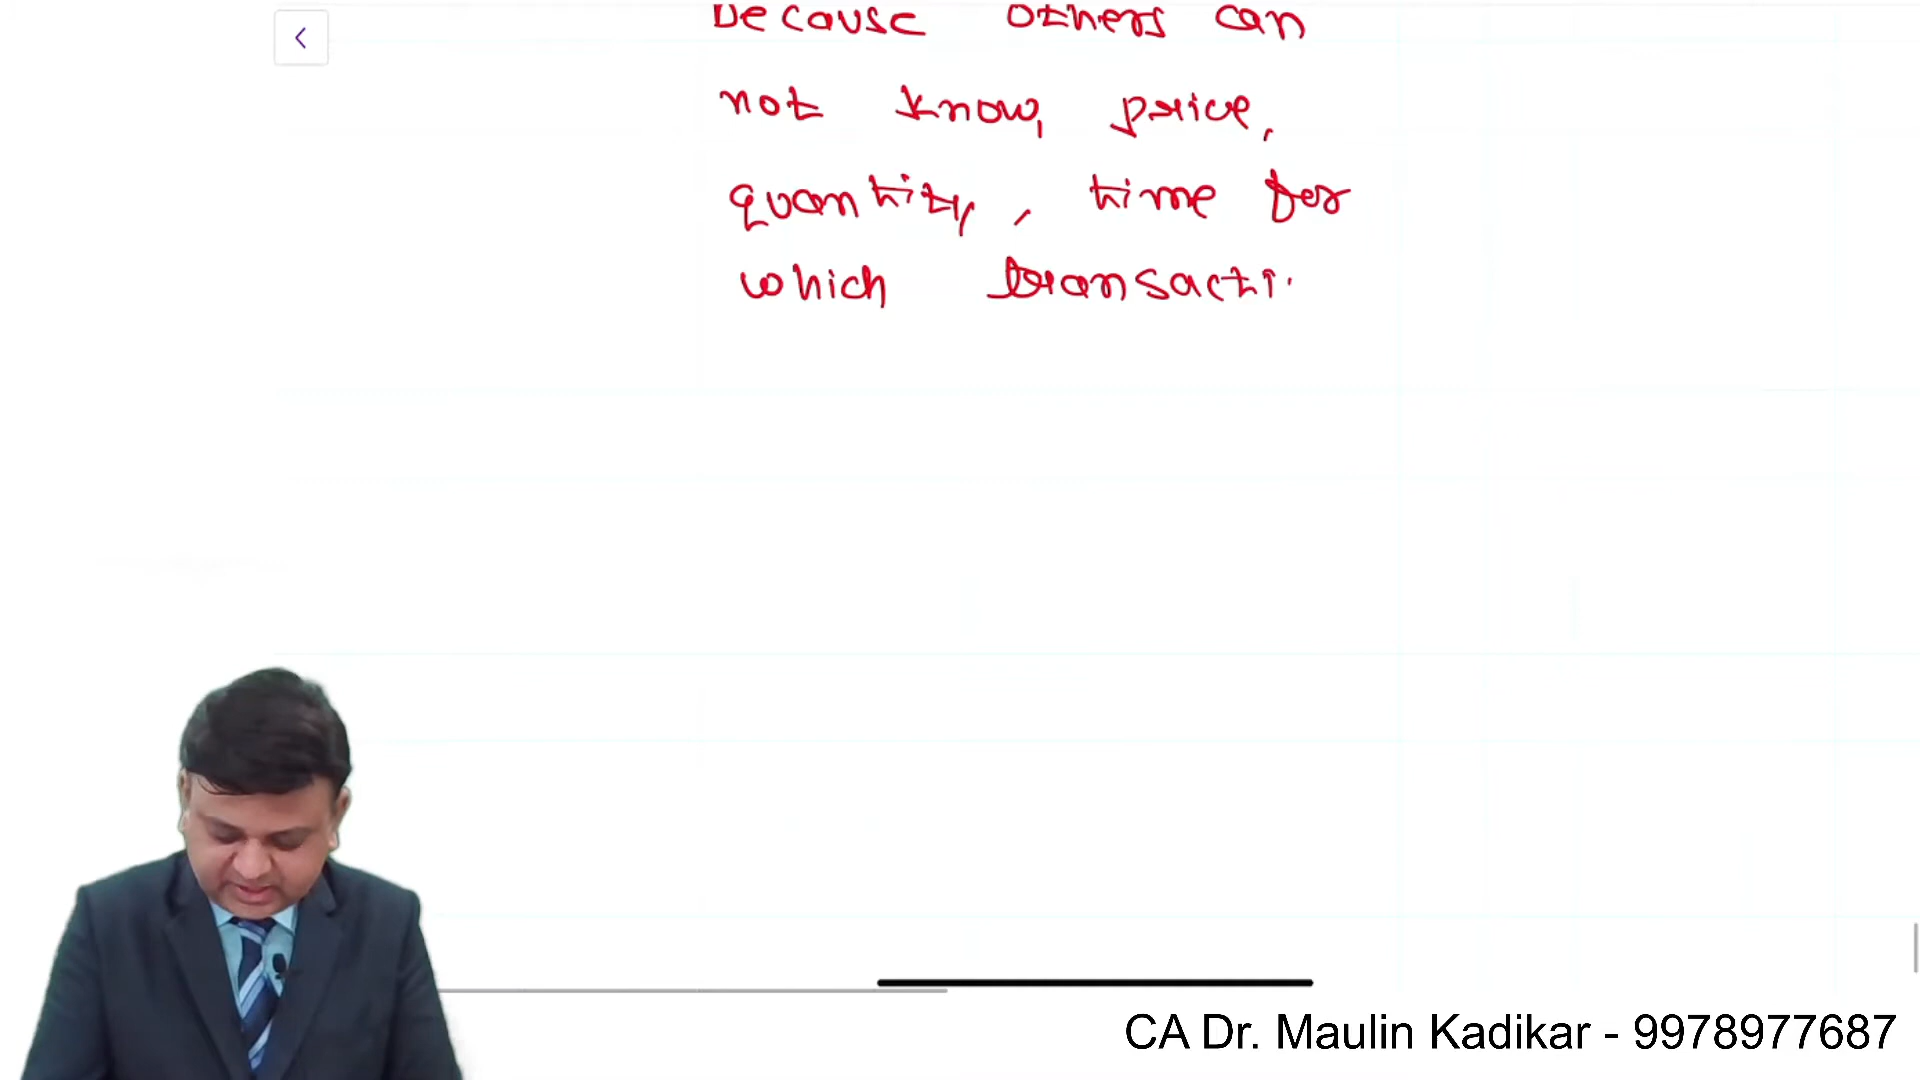 Because others can
not know, price,
quantity, time for
which transacti
CA Dr. Maulin Kadikar - 9978977687